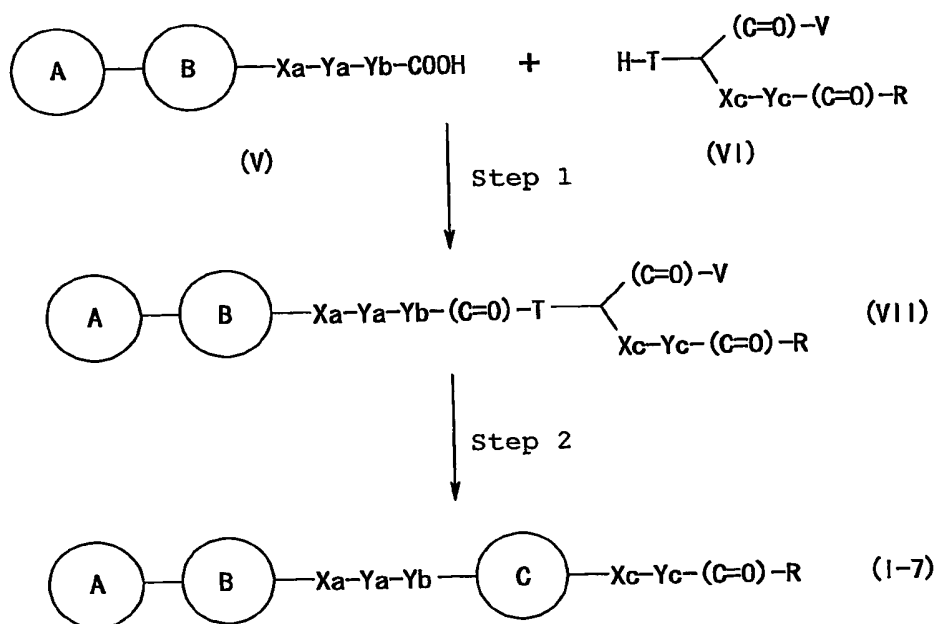 (C=O)-V
A B -Xa-Ya-Yb-COOH + H-T
Xc-Yc-(C=O)-R
(V) (VI)
Step 1
(C=O)-V
A B Xa-Ya-Yb-(C=O)-T (VII)
Xc-Yc-(C=O)-R
Step 2
A B Xa-Ya-Yb C Xc-Yc-(C=O)-R (I-7)